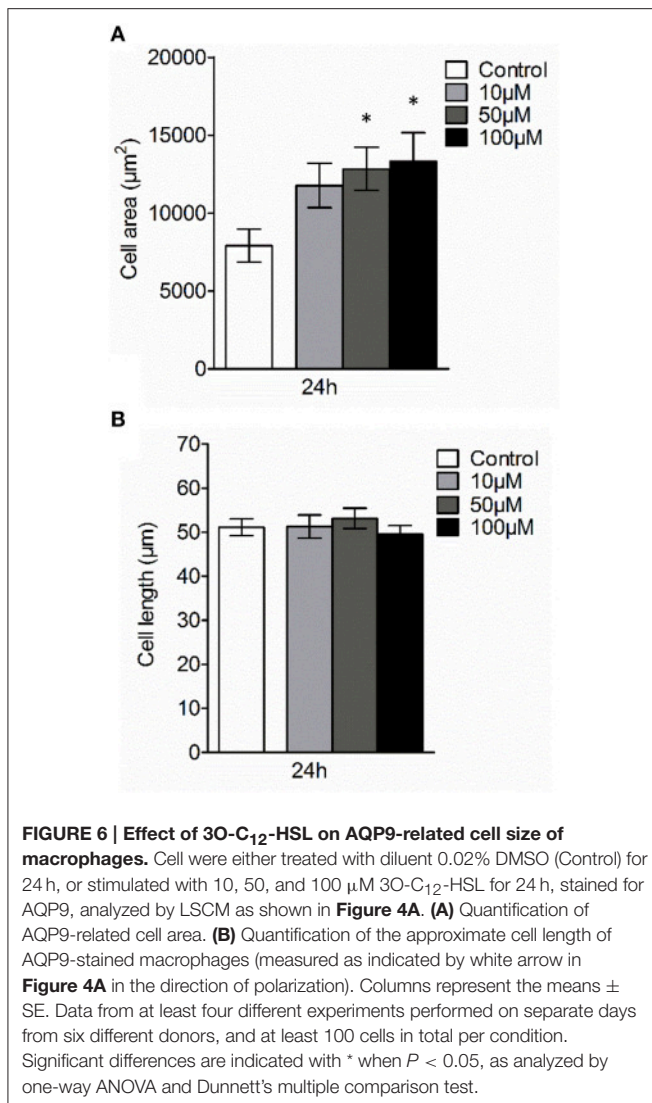 A
20000
15000
10000
5000
0
Cell area (µm²)
Control
10µM
50µM
100µM
*
*
24h
B
70
60
50
40
30
20
10
0
Cell length (µm)
Control
10µM
50µM
100µM
24h
FIGURE 6 | Effect of 3O-C₁₂-HSL on AQP9-related cell size of
macrophages. Cell were either treated with diluent 0.02% DMSO (Control) for
24 h, or stimulated with 10, 50, and 100 μM 3O-C₁₂-HSL for 24 h, stained for
AQP9, analyzed by LSCM as shown in Figure 4A. (A) Quantification of
AQP9-related cell area. (B) Quantification of the approximate cell length of
AQP9-stained macrophages (measured as indicated by white arrow in
Figure 4A in the direction of polarization). Columns represent the means ±
SE. Data from at least four different experiments performed on separate days
from six different donors, and at least 100 cells in total per condition.
Significant differences are indicated with * when P < 0.05, as analyzed by
one-way ANOVA and Dunnett's multiple comparison test.